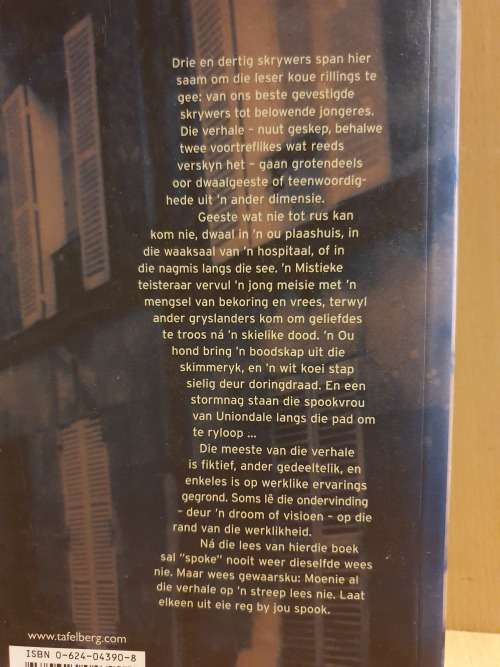 Drie en dertig skrywers span hier
saam om die leser koue rillings te
gee: van ons beste gevestigde
skrywers tot belowende jongeres.
Die verhale – nuut geskep, behalwe
twee voortreflikes wat reeds
verskyn het – gaan grotendeels
oor dwaalgeeste of teenwoordig-
hede uit 'n ander dimensie.
Geeste wat nie tot rus kan
kom nie, dwaal in 'n ou plaashuis, in
die waaksaal van 'n hospitaal, of in
die nagmis langs die see. 'n Mistieke
teisteraar vervul 'n jong meisie met 'n
mengsel van bekoring en vrees, terwyl
ander gryslanders kom om geliefdes
te troos ná 'n skielike dood. 'n Ou
hond bring 'n boodskap uit die
skimmeryk, en 'n wit koei stap
sielig deur doringdraad. En een
stormnag staan die spookvrou
van Uniondale langs die pad om
te ryloop ...
Die meeste van die verhale
is fiktief, ander gedeeltelik, en
enkeles is op werklike ervarings
gegrond. Soms lê die ondervinding
– deur 'n droom of visioen – op die
rand van die werklikheid.
Ná die lees van hierdie boek
sal "spoke" nooit weer dieselfde wees
nie. Maar wees gewaarsku: Moenie al
die verhale op 'n streep lees nie. Laat
elkeen uit eie reg by jou spook.
www.tafelberg.com
ISBN 0-624-04390-8